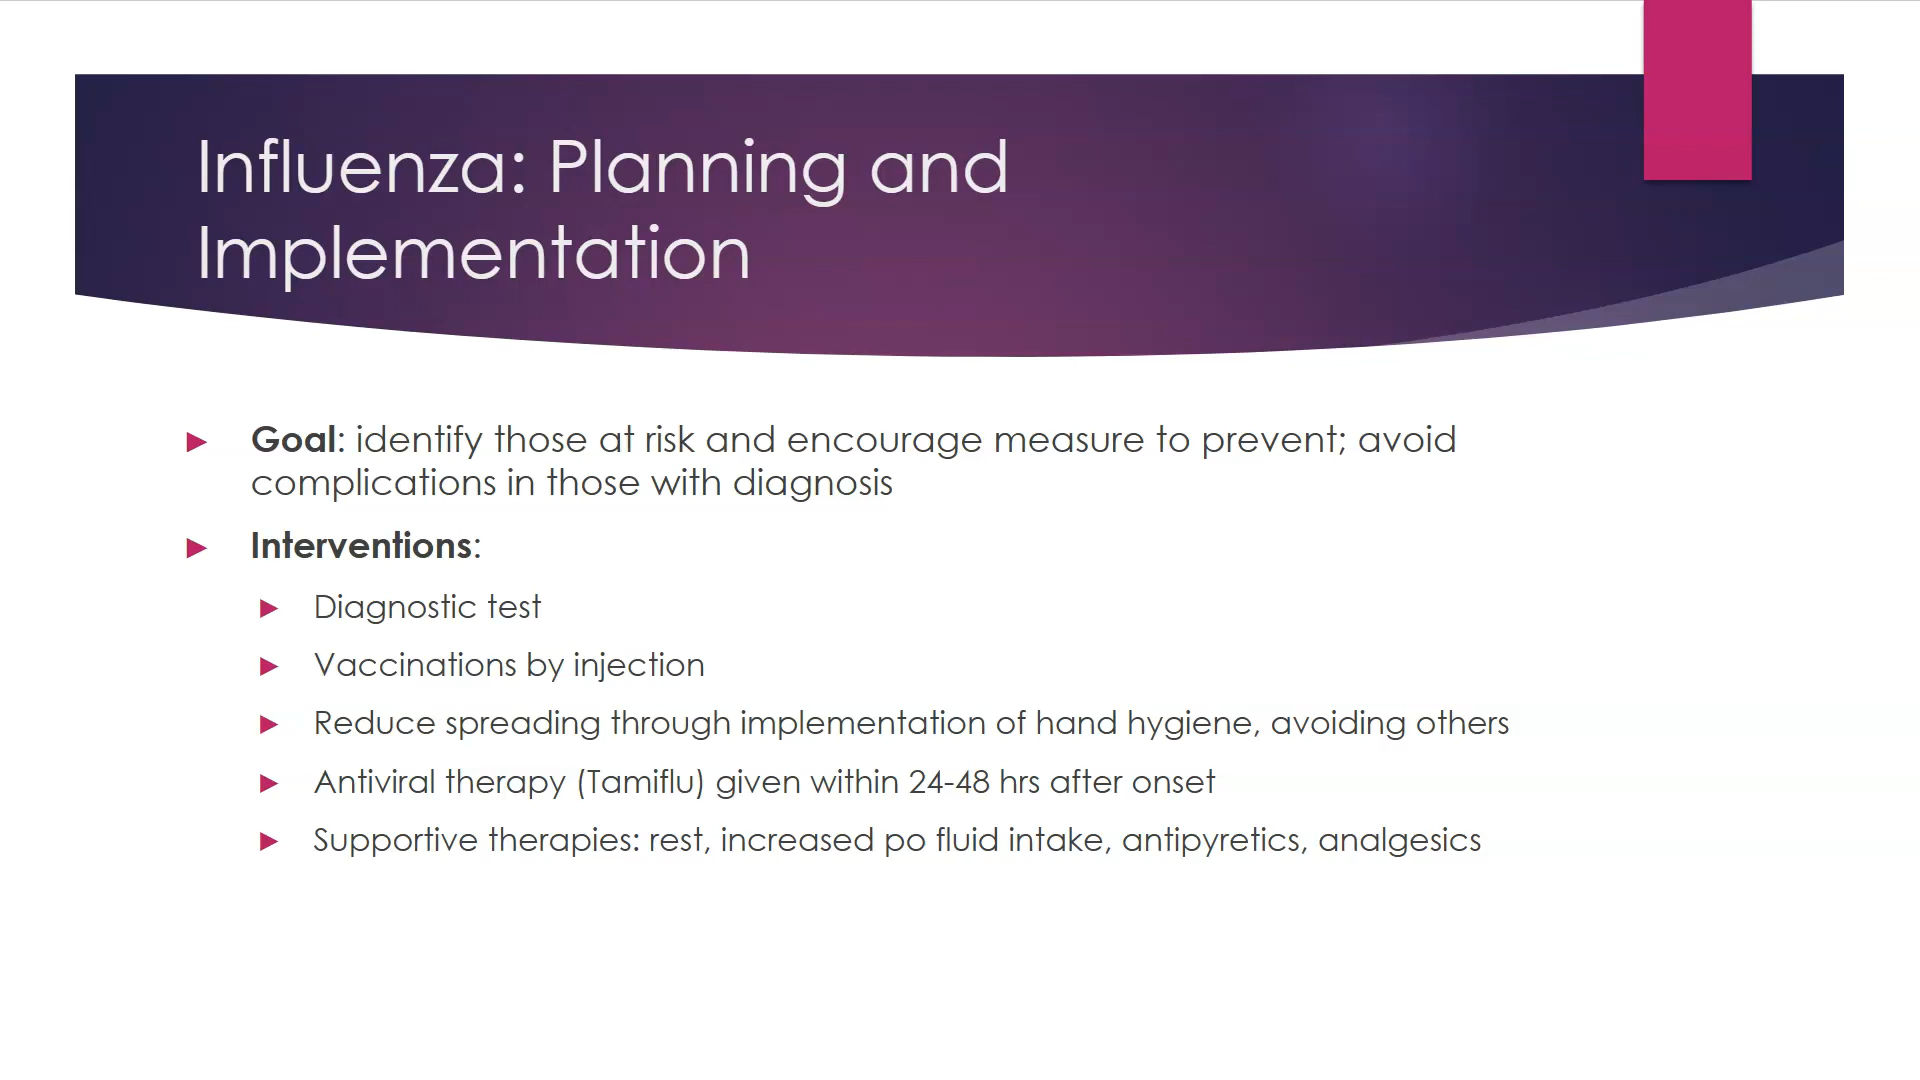 Influenza: Planning and
Implementation
Goal: identify those at risk and encourage measure to prevent; avoid
complications in those with diagnosis
Interventions:
Diagnostic test
Vaccinations by injection
Reduce spreading through implementation of hand hygiene, avoiding others
Antiviral therapy (Tamiflu) given within 24-48 hrs after onset
Supportive therapies: rest, increased po fluid intake, antipyretics, analgesics